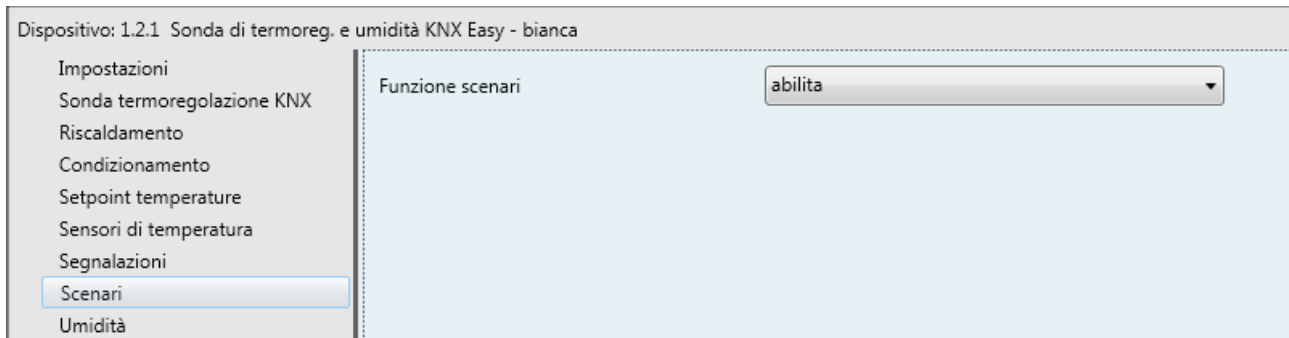 Dispositivo: 1.2.1 Sonda di termoreg. e umidità KNX Easy - bianca
Impostazioni
Sonda termoregolazione KNX
Riscaldamento
Condizionamento
Setpoint temperature
Sensori di temperatura
Segnalazioni
Scenari
Umidità
Funzione scenari
abilita